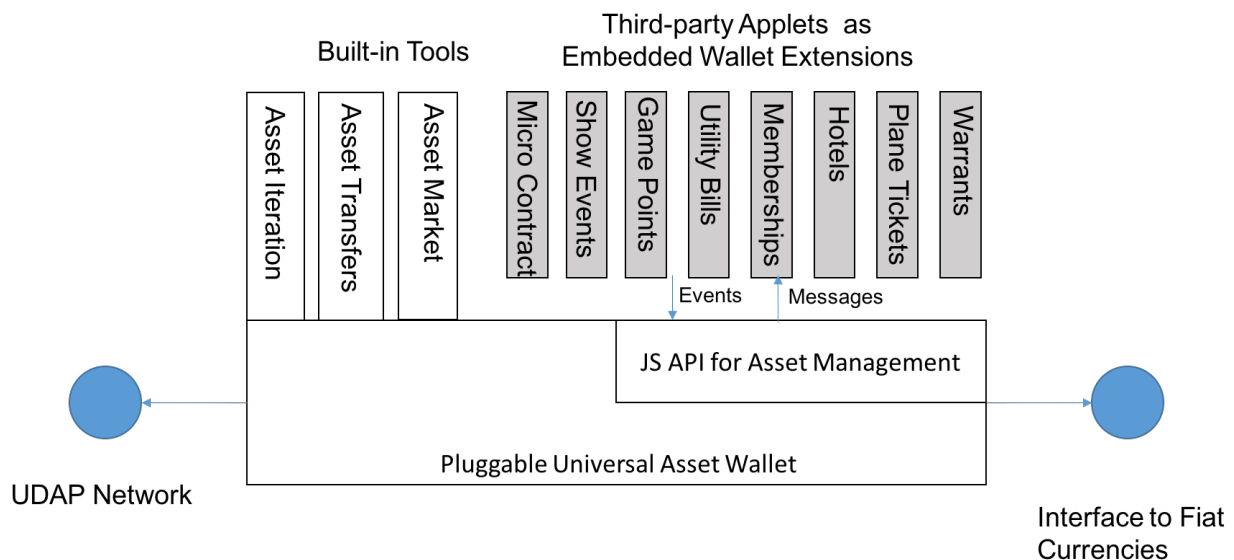 Third-party Applets as
Embedded Wallet Extensions
Built-in Tools
Asset Iteration
Asset Transfers
Asset Market
Micro Contract
Show Events
Game Points
Utility Bills
Memberships
Hotels
Plane Tickets
Warrants
Events
Messages
JS API for Asset Management
Pluggable Universal Asset Wallet
UDAP Network
Interface to Fiat
Currencies